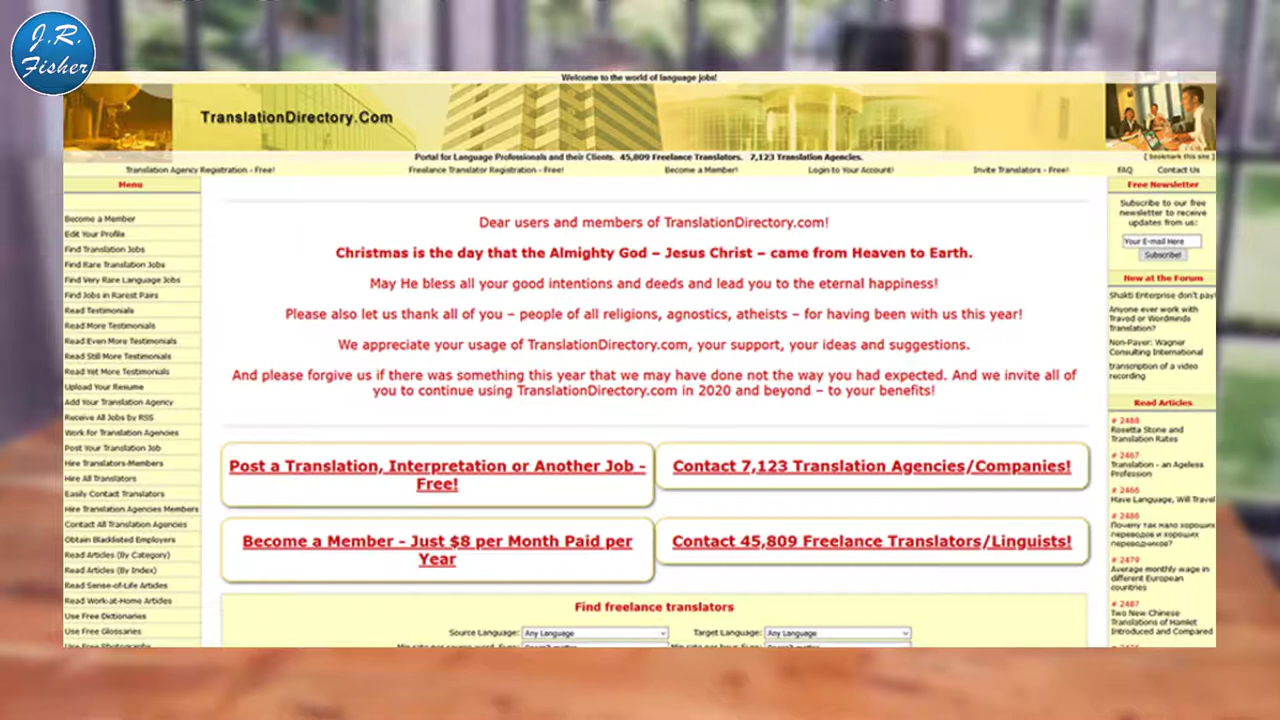 J.R.
Fisher
Welcome to the world of language jobs!
TranslationDirectory.Com
Portal for Language Professionals and their Clients. 45,809 Freelance Translators. 7,123 Translation Agencies.
[ bookmark this site ]
Translation Agency Registration - Free!
Freelance Translator Registration - Free!
Become a Member!
Login to Your Account!
Invite Translators - Free!
FAQ
Contact Us
Menu
Become a Member
Edit Your Profile
Find Translation Jobs
Find Rare Translation Jobs
Find Very Rare Language Jobs
Find Jobs in Rarest Pairs
Read Testimonials
Read More Testimonials
Read Even More Testimonials
Read Still More Testimonials
Read Yet More Testimonials
Upload Your Resume
Add Your Translation Agency
Receive All Jobs by RSS
Work for Translation Agencies
Post Your Translation Job
Hire Translators-Members
Hire All Translators
Easily Contact Translators
Hire Translation Agencies Members
Contact All Translation Agencies
Obtain Blacklisted Employers
Read Articles (By Category)
Read Articles (By Index)
Read Sense-of-Life Articles
Read Work-at-Home Articles
Use Free Dictionaries
Use Free Glossaries
Dear users and members of TranslationDirectory.com!
Christmas is the day that the Almighty God – Jesus Christ – came from Heaven to Earth.
May He bless all your good intentions and deeds and lead you to the eternal happiness!
Please also let us thank all of you – people of all religions, agnostics, atheists – for having been with us this year!
We appreciate your usage of TranslationDirectory.com, your support, your ideas and suggestions.
And please forgive us if there was something this year that we may have done not the way you had expected. And we invite all of
you to continue using TranslationDirectory.com in 2020 and beyond – to your benefits!
Post a Translation, Interpretation or Another Job -
Free!
Contact 7,123 Translation Agencies/Companies!
Become a Member - Just $8 per Month Paid per
Year
Contact 45,809 Freelance Translators/Linguists!
Find freelance translators
Source Language:
Any Language
Target Language:
Any Language
Free Newsletter
Subscribe to our free
newsletter to receive
updates from us:
Your E-mail Here
Subscribe!
New at the Forum
Shakti Enterprise don't pay!
Anyone ever work with
Travod or Wordminds
Translation?
Non-Payer: Wagner
Consulting International
transcription of a video
recording
Read Articles
# 2488
Rosetta Stone and
Translation Rates
# 2467
Translation - an Ageless
Profession
# 2466
Have Language, Will Travel
# 2486
Почему так мало хороших
переводов и хороших
переводчиков?
# 2479
Average monthly wage in
different European
countries
# 2487
Two New Chinese
Translations of Hamlet
Introduced and Compared